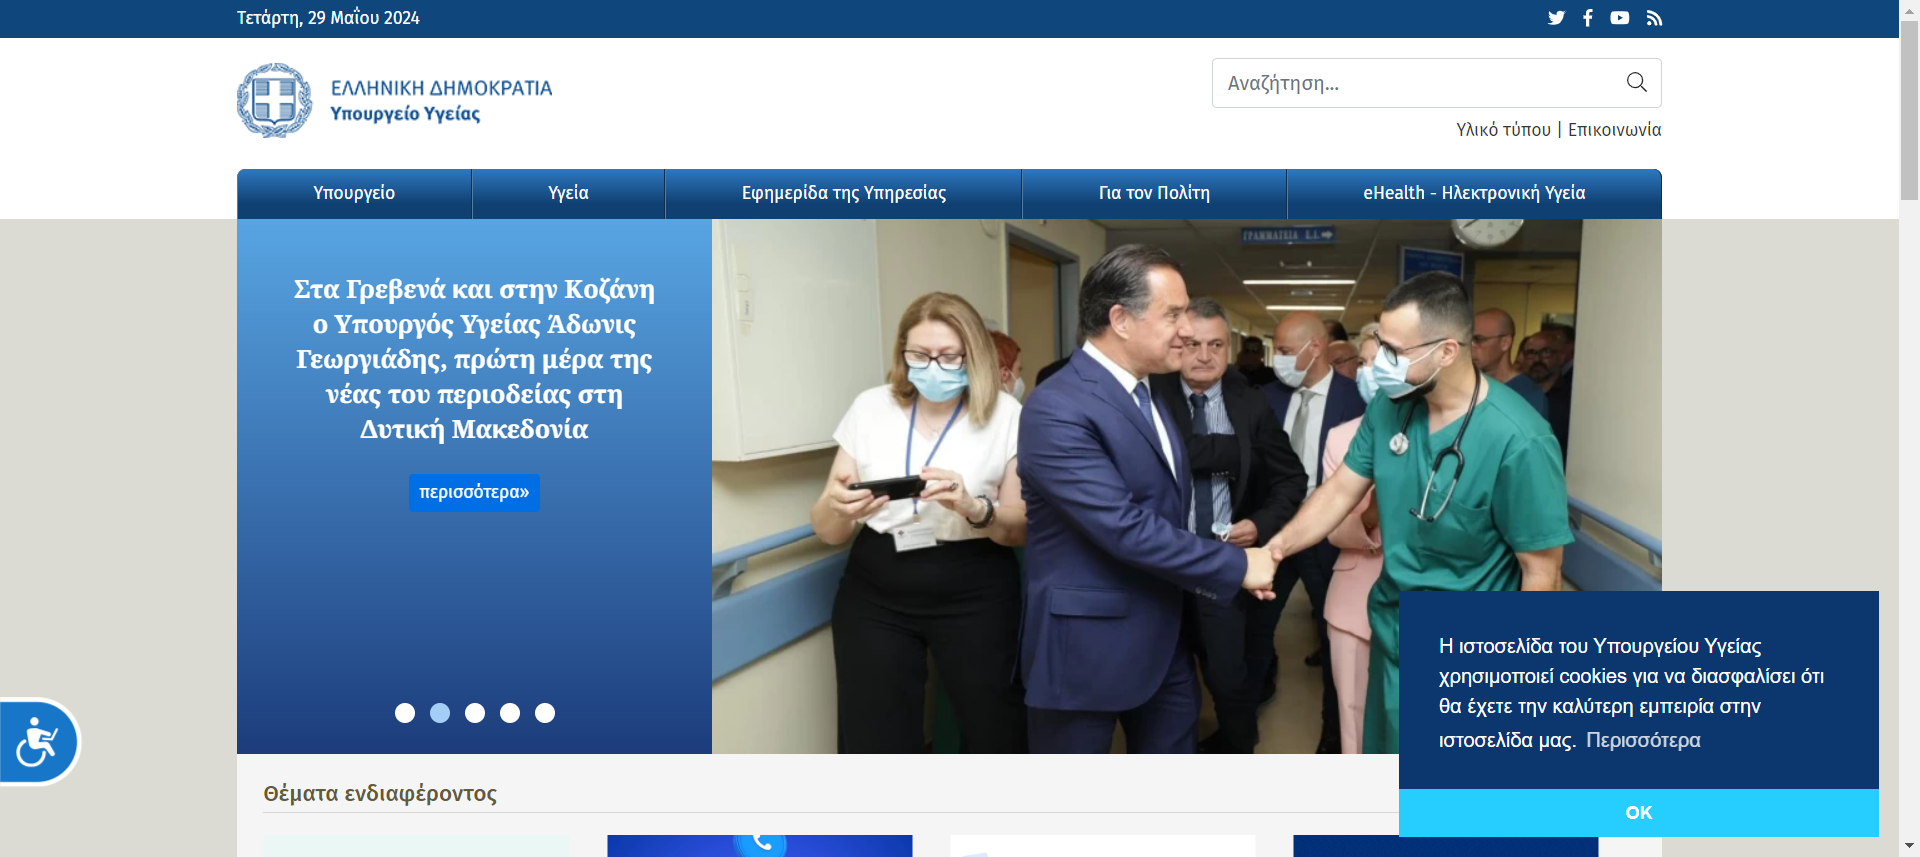 Τετάρτη, 29 Μαΐου 2024
ΕΛΛΗΝΙΚΗ ΔΗΜΟΚΡΑΤΙΑ
Υπουργείο Υγείας
Αναζήτηση...
Υλικό τύπου | Επικοινωνία
Υπουργείο
Υγεία
Εφημερίδα της Υπηρεσίας
Για τον Πολίτη
eHealth - Ηλεκτρονική Υγεία
Στα Γρεβενά και στην Κοζάνη
ο Υπουργός Υγείας Άδωνις
Γεωργιάδης, πρώτη μέρα της
νέας του περιοδείας στη
Δυτική Μακεδονία
περισσότερα»
ΓΡΑΜΜΑΤΕΙΑ Ε.Ι.
Η ιστοσελίδα του Υπουργείου Υγείας
χρησιμοποιεί cookies για να διασφαλίσει ότι
θα έχετε την καλύτερη εμπειρία στην
ιστοσελίδα μας. Περισσότερα
OK
Θέματα ενδιαφέροντος